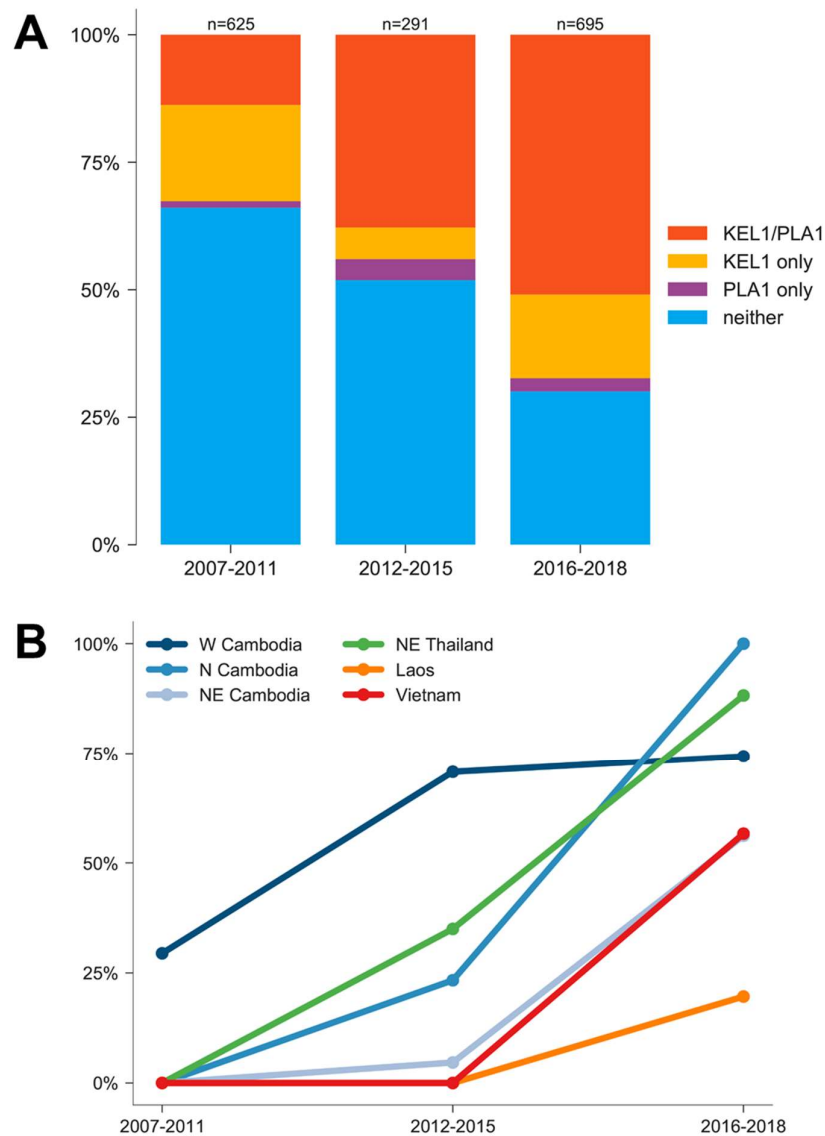 A
n=625 n=291 n=695
100%
75%
50%
25%
0%
2007-2011 2012-2015 2016-2018
KEL1/PLA1
KEL1 only
PLA1 only
neither
B
W Cambodia NE Thailand
N Cambodia Laos
NE Cambodia Vietnam
100%
75%
50%
25%
0%
2007-2011 2012-2015 2016-2018